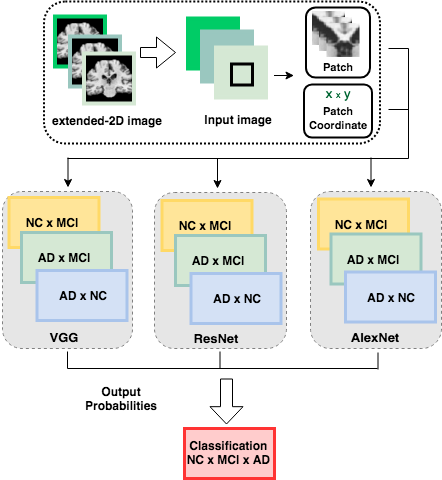 extended-2D image
Input image
Patch
x x y
Patch
Coordinate
NC x MCI
AD x MCI
AD x NC
VGG
NC x MCI
AD x MCI
AD x NC
ResNet
NC x MCI
AD x MCI
AD x NC
AlexNet
Output
Probabilities
Classification
NC x MCI x AD